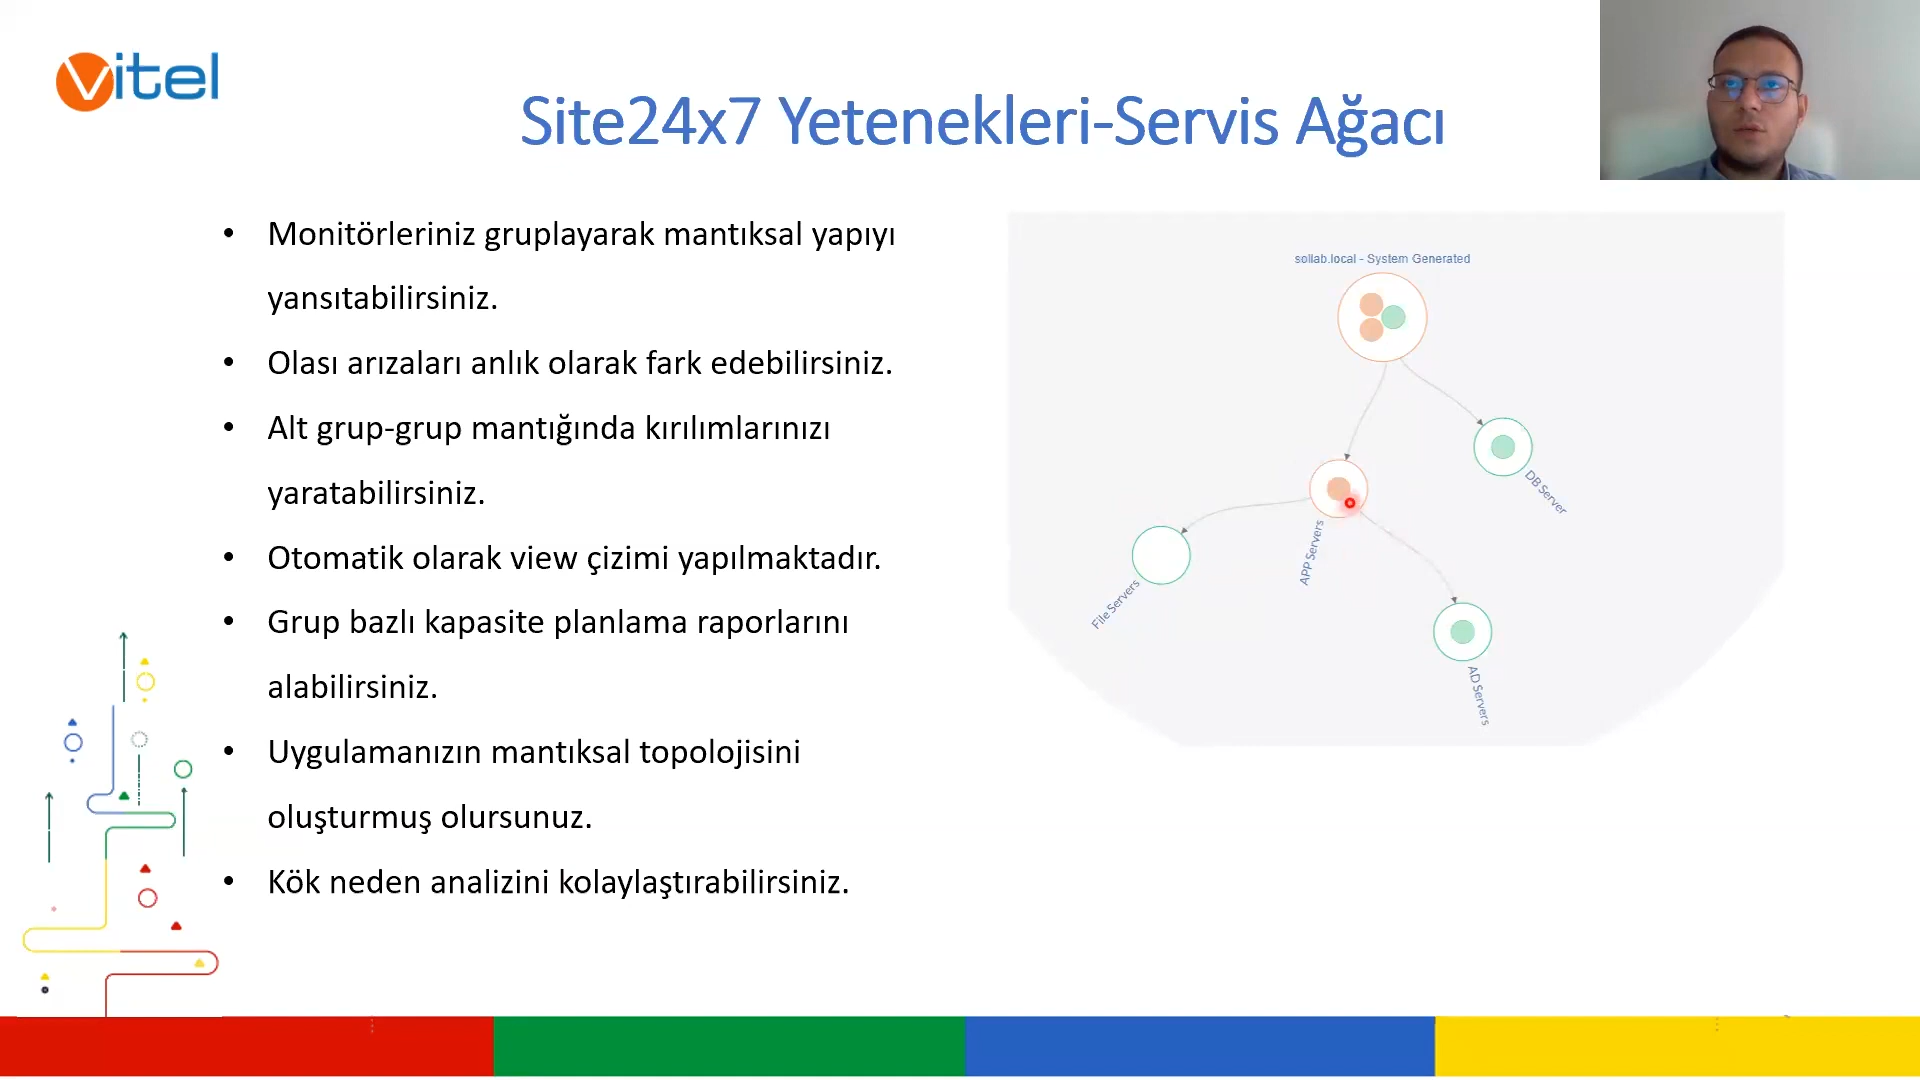 vitel
Site24x7 Yetenekleri-Servis Ağacı
• Monitörleriniz gruplayarak mantıksal yapıyı
yansıtabilirsiniz.
• Olası arızaları anlık olarak fark edebilirsiniz.
• Alt grup-grup mantığında kırılımlarınızı
yaratabilirsiniz.
• Otomatik olarak view çizimi yapılmaktadır.
• Grup bazlı kapasite planlama raporlarını
alabilirsiniz.
• Uygulamanızın mantıksal topolojisini
oluşturmuş olursunuz.
• Kök neden analizini kolaylaştırabilirsiniz.
sollab.local - System Generated
DB Server
APP Servers
File Servers
AD Servers